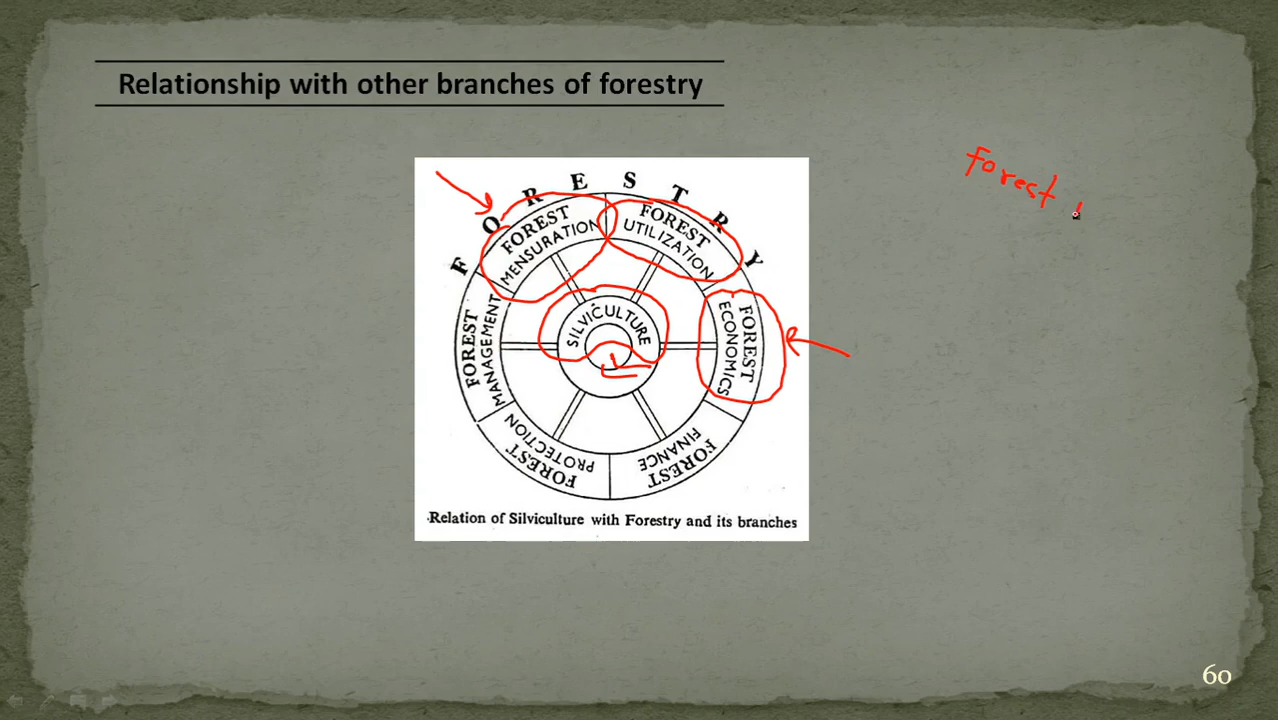 Relationship with other branches of forestry
Forest
FORESTRY
FOREST
MENSURATION
FOREST
UTILIZATION
FOREST
MANAGEMENT
SILVICULTURE
FOREST
ECONOMICS
FOREST
PROTECTION
FOREST
FINANCE
Relation of Silviculture with Forestry and its branches
60